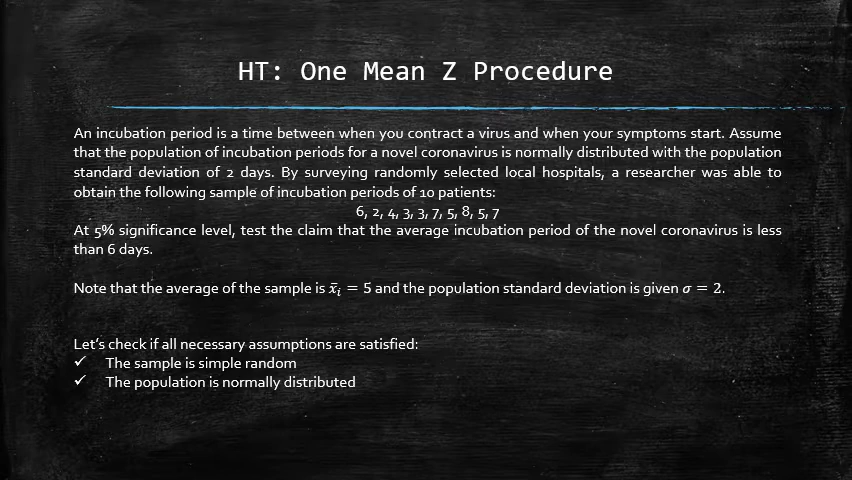 HT: One Mean Z Procedure
An incubation period is a time between when you contract a virus and when your symptoms start. Assume
that the population of incubation periods for a novel coronavirus is normally distributed with the population
standard deviation of 2 days. By surveying randomly selected local hospitals, a researcher was able to
obtain the following sample of incubation periods of 10 patients:
6, 2, 4, 3, 3, 7, 5, 8, 5, 7
At 5% significance level, test the claim that the average incubation period of the novel coronavirus is less
than 6 days.
Note that the average of the sample is x̄ᵢ = 5 and the population standard deviation is given σ = 2.
Let's check if all necessary assumptions are satisfied:
✓ The sample is simple random
✓ The population is normally distributed